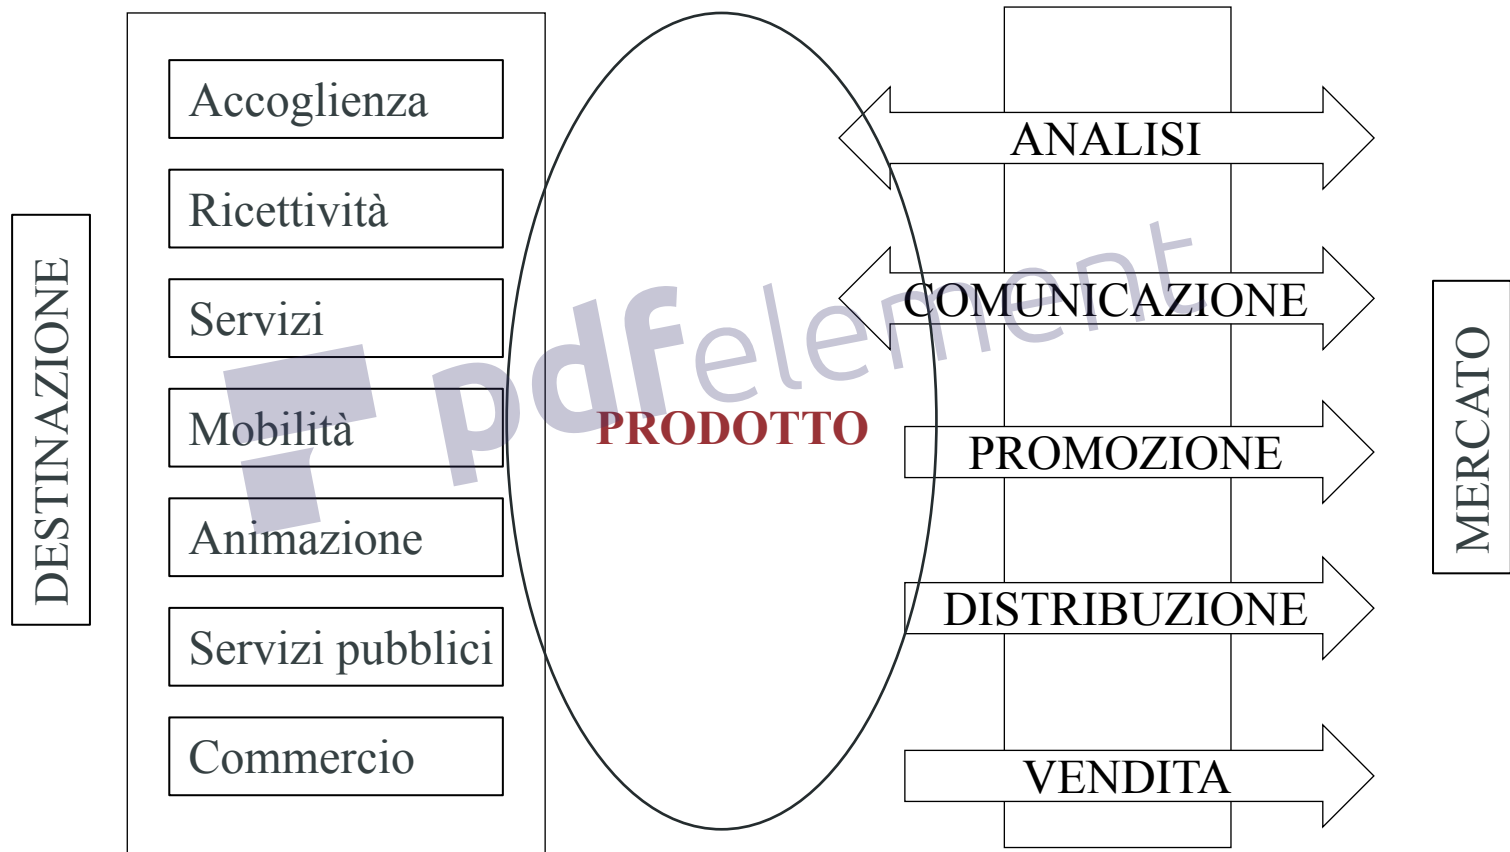 DESTINAZIONE
Accoglienza
Ricettività
Servizi
Mobilità
Animazione
Servizi pubblici
Commercio
PRODOTTO
ANALISI
COMUNICAZIONE
PROMOZIONE
DISTRIBUZIONE
VENDITA
MERCATO
pdfelement